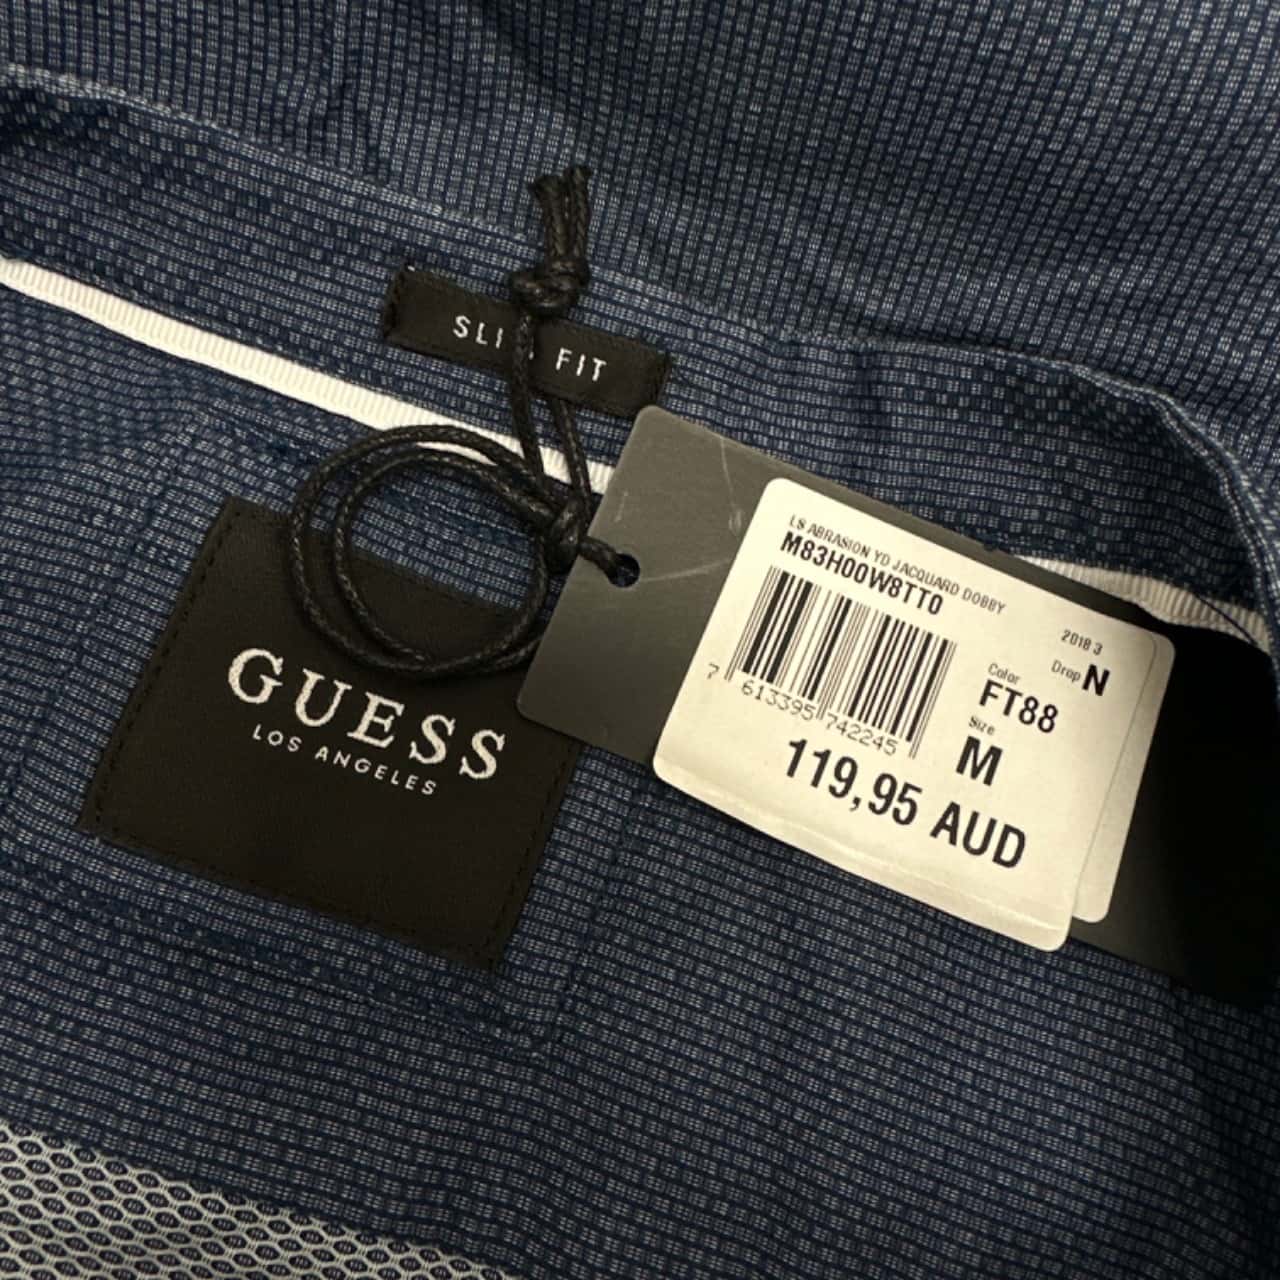 SLI FIT
GUESS
LOS ANGELES
LS ABRASION YD JACQUARD DOBBY
M83H00W8TT0
2018 3
Drop N
Color
FT88
Size
M
7 613395 742245
119,95 AUD